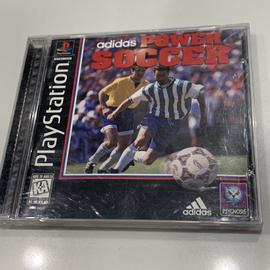 adidas POWER
SOCCER
PlayStation
K-A
adidas
PSYGNOSIS